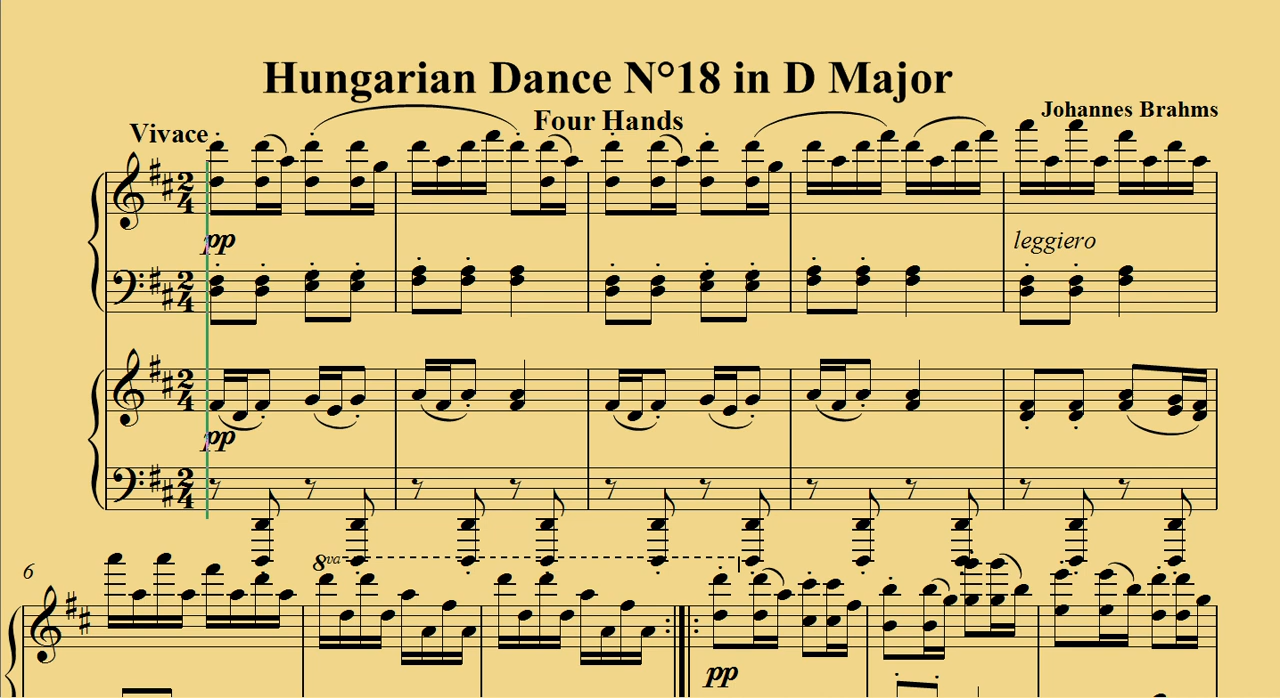 Hungarian Dance N°18 in D Major
Four Hands
Johannes Brahms
Vivace
pp
leggiero
pp
6
8va
pp